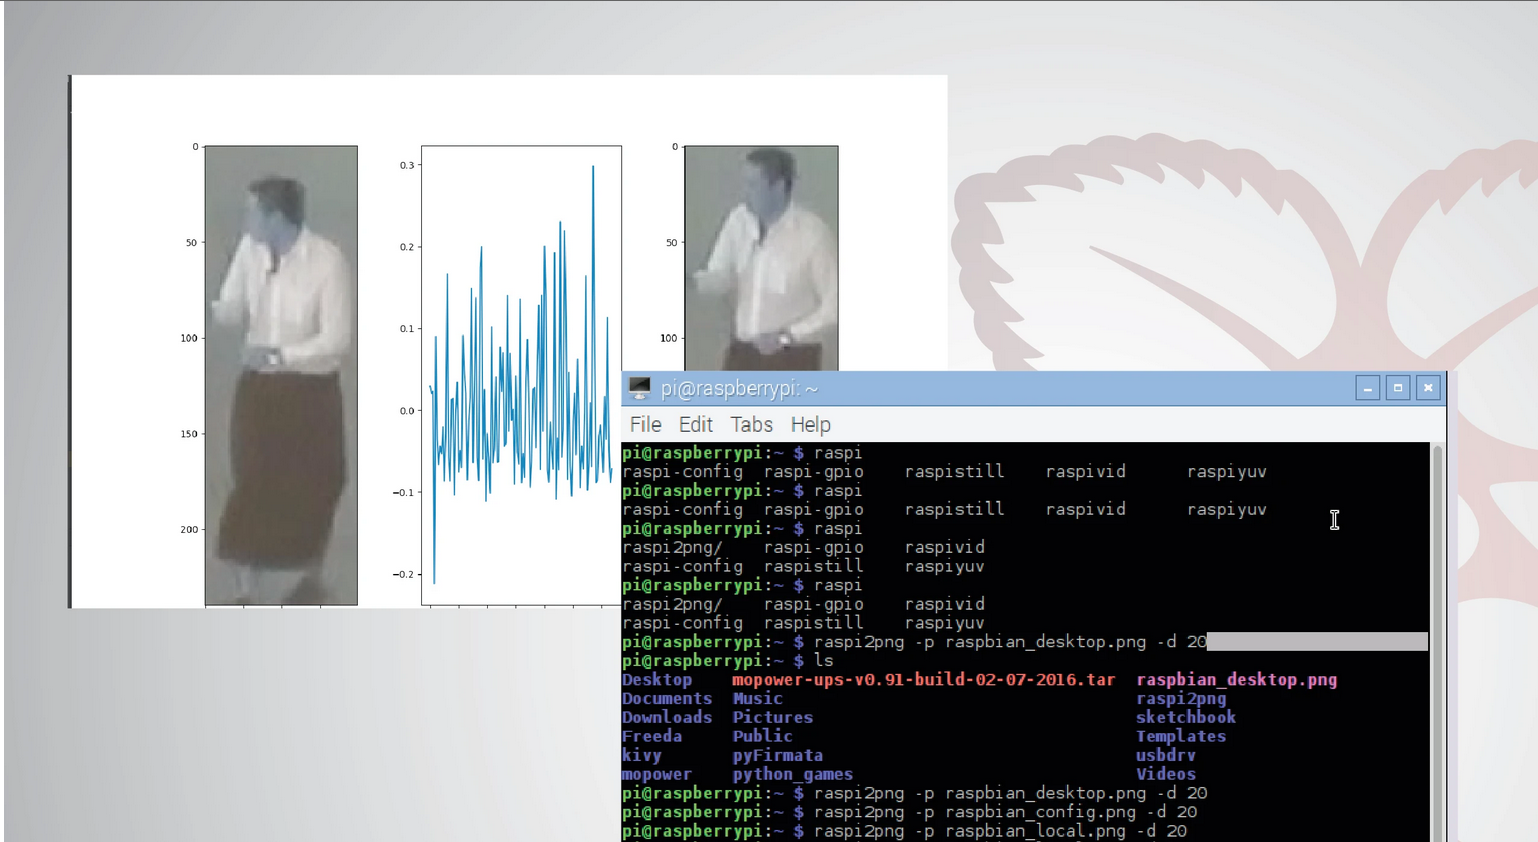 0
50
100
150
200
0.3
0.2
0.1
0.0
−0.1
−0.2
0
50
100
pi@raspberrypi: ~
File Edit Tabs Help
pi@raspberrypi:~ $ raspi
raspi-config raspi-gpio raspistill raspivid raspiyuv
pi@raspberrypi:~ $ raspi
raspi-config raspi-gpio raspistill raspivid raspiyuv
pi@raspberrypi:~ $ raspi
raspi2png/ raspi-gpio raspivid
raspi-config raspistill raspiyuv
pi@raspberrypi:~ $ raspi
raspi2png/ raspi-gpio raspivid
raspi-config raspistill raspiyuv
pi@raspberrypi:~ $ raspi2png -p raspbian_desktop.png -d 20
pi@raspberrypi:~ $ ls
Desktop mopower-ups-v0.91-build-02-07-2016.tar raspbian_desktop.png
Documents Music raspi2png
Downloads Pictures sketchbook
Freeda Public Templates
kivy pyFirmata usbdrv
mopower python_games Videos
pi@raspberrypi:~ $ raspi2png -p raspbian_desktop.png -d 20
pi@raspberrypi:~ $ raspi2png -p raspbian_config.png -d 20
pi@raspberrypi:~ $ raspi2png -p raspbian_local.png -d 20